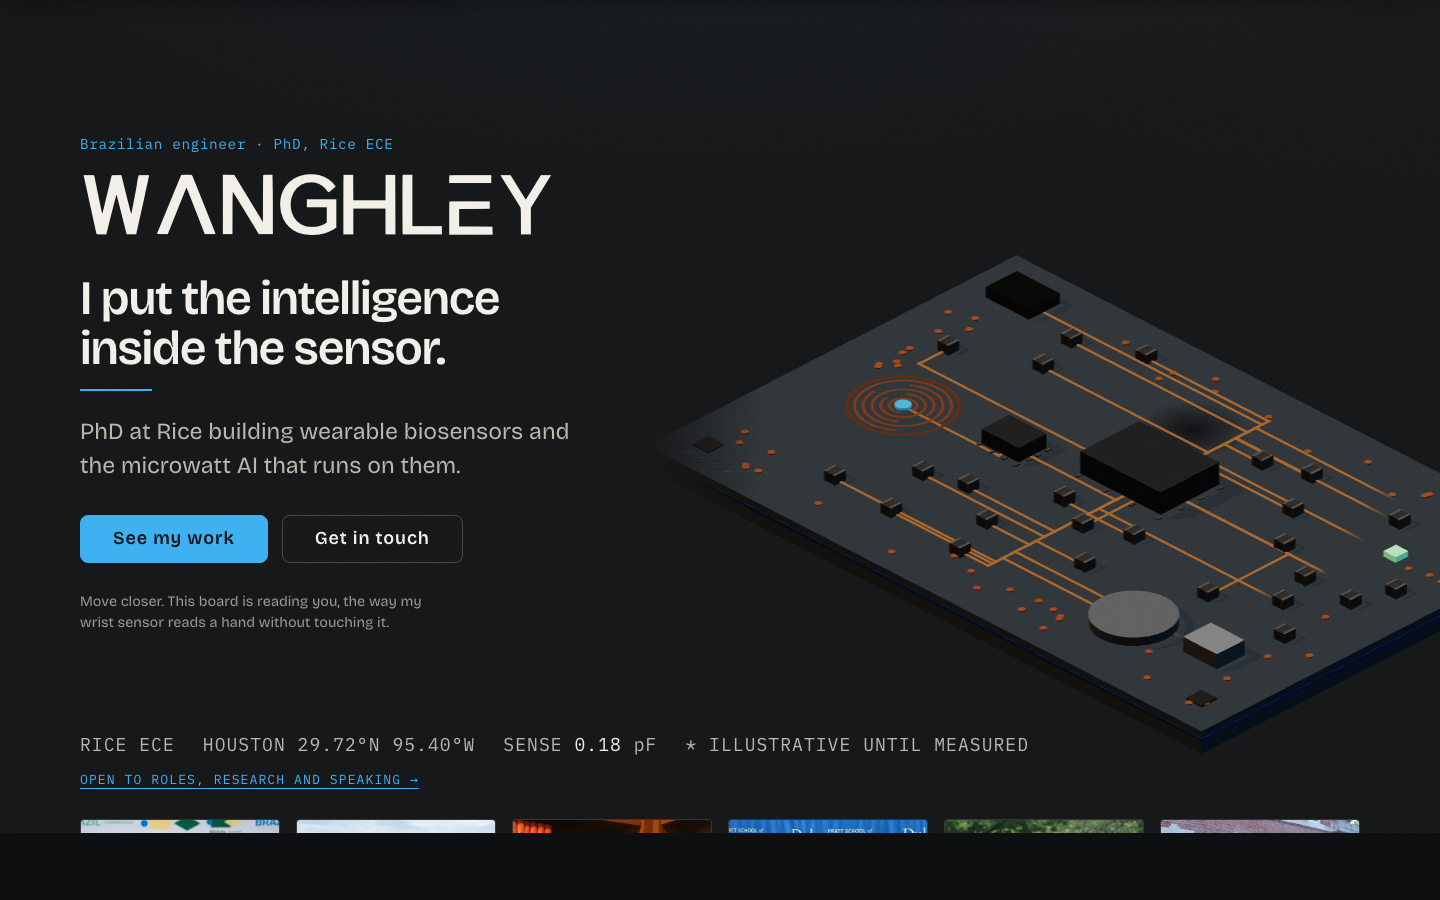 Brazilian engineer · PhD, Rice ECE
WANGHLEY
I put the intelligence
inside the sensor.
PhD at Rice building wearable biosensors and
the microwatt AI that runs on them.
See my work
Get in touch
Move closer. This board is reading you, the way my
wrist sensor reads a hand without touching it.
RICE ECE HOUSTON 29.72°N 95.40°W SENSE 0.18 pF * ILLUSTRATIVE UNTIL MEASURED
OPEN TO ROLES, RESEARCH AND SPEAKING →
PRATT SCHOOL of